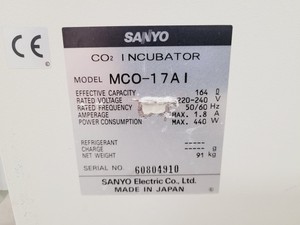 CE
SANYO
CO2 INCUBATOR
MODEL MCO-17AI
EFFECTIVE CAPACITY 164 ℓ
RATED VOLTAGE 220-240 V
RATED FREQUENCY 50/60 Hz
AMPERAGE MAX. 1.8 A
POWER CONSUMPTION MAX. 440 W
REFRIGERANT -----
CHARGE ----- g
NET WEIGHT 91 kg
SERIAL NO. 60804910
SANYO Electric Co., Ltd.
MADE IN JAPAN